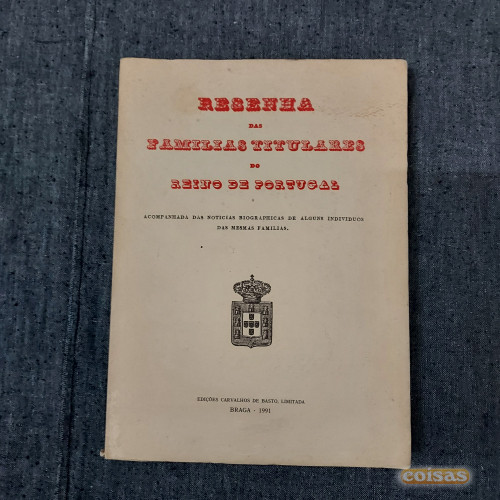 RESENHA
DAS
FAMILIAS TITULARES
DO
REINO DE PORTUGAL
ACOMPANHADA DAS NOTICIAS BIOGRAPHICAS DE ALGUNS INDIVIDUOS
DAS MESMAS FAMILIAS.
EDIÇÕES CARVALHOS DE BASTO, LIMITADA
BRAGA - 1991
coisas